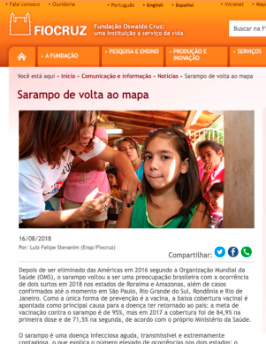 • Fale conosco • Ouvidoria • Português • English • Español • Intranet • Map
FIOCRUZ
Fundação Oswaldo Cruz:
uma instituição a serviço da vida
Buscar na F
• A FUNDAÇÃO
• PESQUISA E ENSINO
• PRODUÇÃO E
INOVAÇÃO
Você está aqui • Início • Comunicação e informação • Notícias • Sarampo de volta ao mapa
Sarampo de volta ao mapa
16/08/2018
Por: Luiz Felipe Stevanim (Ensp/Fiocruz)
Compartilhar:
Depois de ser eliminado das Américas em 2016 segundo a Organização Mundial da
Saúde (OMS), o sarampo voltou a ser uma preocupação brasileira com a ocorrência
de dois surtos em 2018 nos estados de Roraima e Amazonas, além de casos
confirmados até o momento em São Paulo, Rio Grande do Sul, Rondônia e Rio de
Janeiro. Como a única forma de prevenção é a vacina, a baixa cobertura vacinal é
apontada como principal causa para a doença ter retornado ao país: a meta de
vacinação contra o sarampo é de 95%, mas em 2017 a cobertura foi de 84,9% na
primeira dose e de 71,5% na segunda, de acordo com o próprio Ministério da Saúde.
O sarampo é uma doença infecciosa aguda, transmissível e extremamente
contagiosa, o que explica o número elevado de ocorrências nos dois estados: o